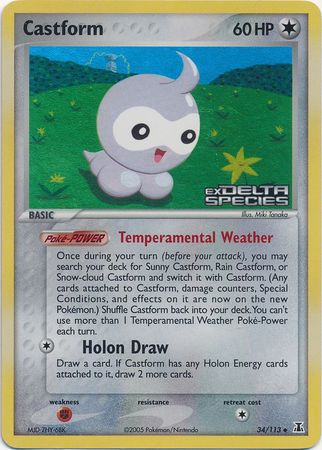 Castform
60 HP
ex DELTA
SPECIES
BASIC
Illus. Miki Tanaka
Poké-POWER Temperamental Weather
Once during your turn (before your attack), you may
search your deck for Sunny Castform, Rain Castform, or
Snow-cloud Castform and switch it with Castform. (Any
cards attached to Castform, damage counters, Special
Conditions, and effects on it are now on the new
Pokémon.) Shuffle Castform back into your deck. You can't
use more than 1 Temperamental Weather Poké-Power
each turn.
Holon Draw
Draw a card. If Castform has any Holon Energy cards
attached to it, draw 2 more cards.
weakness resistance retreat cost
MJD-7HY-68K ©2005 Pokémon/Nintendo 34/113